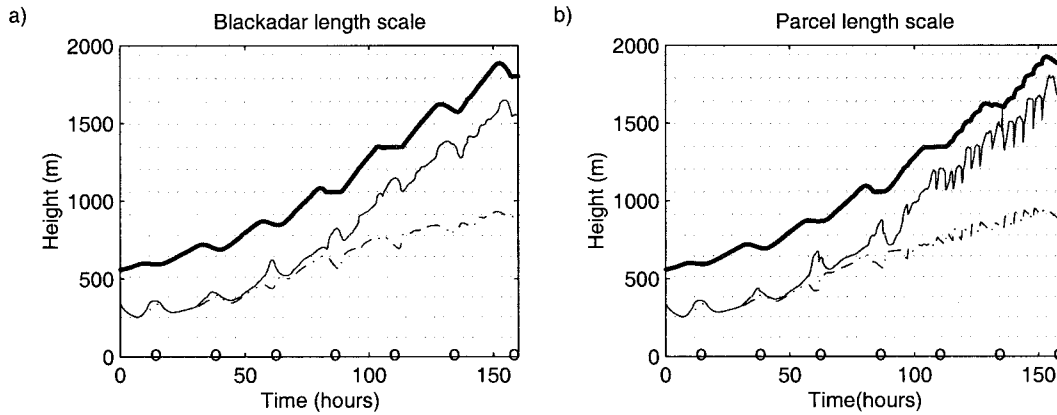 a)
Blackadar length scale
2000
1500
1000
500
0
Height (m)
0
50
100
150
Time (hours)
b)
Parcel length scale
2000
1500
1000
500
0
Height (m)
0
50
100
150
Time(hours)